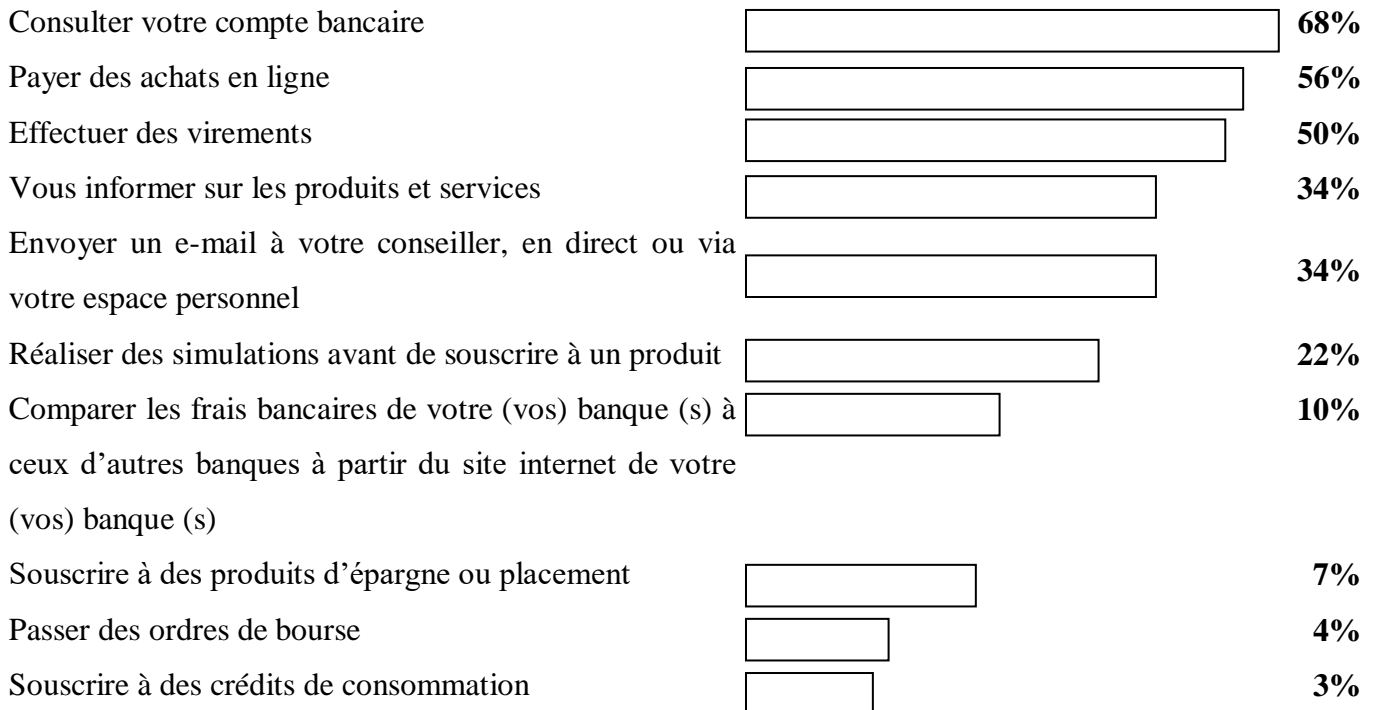 Consulter votre compte bancaire 68%
Payer des achats en ligne 56%
Effectuer des virements 50%
Vous informer sur les produits et services 34%
Envoyer un e-mail à votre conseiller, en direct ou via
votre espace personnel 34%
Réaliser des simulations avant de souscrire à un produit 22%
Comparer les frais bancaires de votre (vos) banque (s) à 10%
ceux d’autres banques à partir du site internet de votre
(vos) banque (s)
Souscrire à des produits d’épargne ou placement 7%
Passer des ordres de bourse 4%
Souscrire à des crédits de consommation 3%